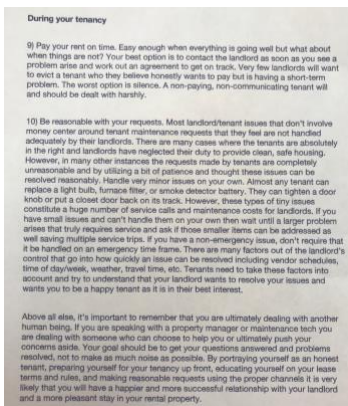 During your tenancy
9) Pay your rent on time. Easy enough when everything is going well but what about
when things are not? Your best option is to contact the landlord as soon as you see a
problem arise and work out an agreement to get on track. Very few landlords will want
to evict a tenant who they believe honestly wants to pay but is having a short-term
problem. The worst option is silence. A non-paying, non-communicating tenant will
and should be dealt with harshly.
10) Be reasonable with your requests. Most landlord/tenant issues that don't involve
money center around tenant maintenance requests that they feel are not handled
adequately by their landlords. There are many cases where the tenants are absolutely
in the right and landlords have neglected their duty to provide clean, safe housing.
However, in many other instances the requests made by tenants are completely
unreasonable and by utilizing a bit of patience and thought these issues can be
resolved reasonably. Handle very minor issues on your own. Almost any tenant can
replace a light bulb, furnace filter, or smoke detector battery. They can tighten a door
knob or put a closet door back on its track. However, these types of tiny issues
constitute a huge number of service calls and maintenance costs for landlords. If you
have small issues and can't handle them on your own then wait until a larger problem
arises that truly requires service and ask if those smaller items can be addressed as
well saving multiple service trips. If you have a non-emergency issue, don't require that
it be handled on an emergency time frame. There are many factors out of the landlord's
control that go into how quickly an issue can be resolved including vendor schedules,
time of day/week, weather, travel time, etc. Tenants need to take these factors into
account and try to understand that your landlord wants to resolve your issues and
wants you to be a happy tenant as it is in their best interest.
Above all else, it's important to remember that you are ultimately dealing with another
human being. If you are speaking with a property manager or maintenance tech you
are dealing with someone who can choose to help you or ultimately push your
concerns aside. Your goal should be to get your questions answered and problems
resolved, not to make as much noise as possible. By portraying yourself as an honest
tenant, preparing yourself for your tenancy up front, educating yourself on your lease
terms and rules, and making reasonable requests using the proper channels it is very
likely that you will have a happier and more successful relationship with your landlord
and a more pleasant stay in your rental property.